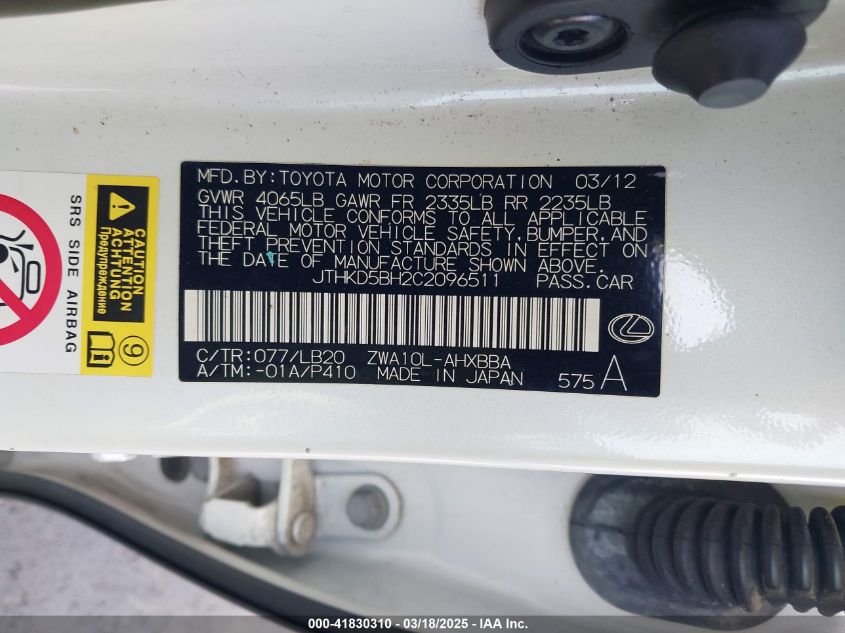 MFD. BY: TOYOTA MOTOR CORPORATION 03/12
GVWR 4065LB GAWR FR 2335LB RR 2235LB
THIS VEHICLE CONFORMS TO ALL APPLICABLE
FEDERAL MOTOR VEHICLE SAFETY, BUMPER, AND
THEFT PREVENTION STANDARDS IN EFFECT ON
THE DATE OF MANUFACTURE SHOWN ABOVE.
JTHKD5BH2C2096511 PASS. CAR
C/TR: 077/LB20 ZWA10L-AHXBBA
A/TM: -01A/P410 MADE IN JAPAN 575 A
SRS SIDE AIRBAG
CAUTION
ATTENTION
ACHTUNG
Предупреждение
9
000-41830310 — 03/18/2025 — IAA Inc.